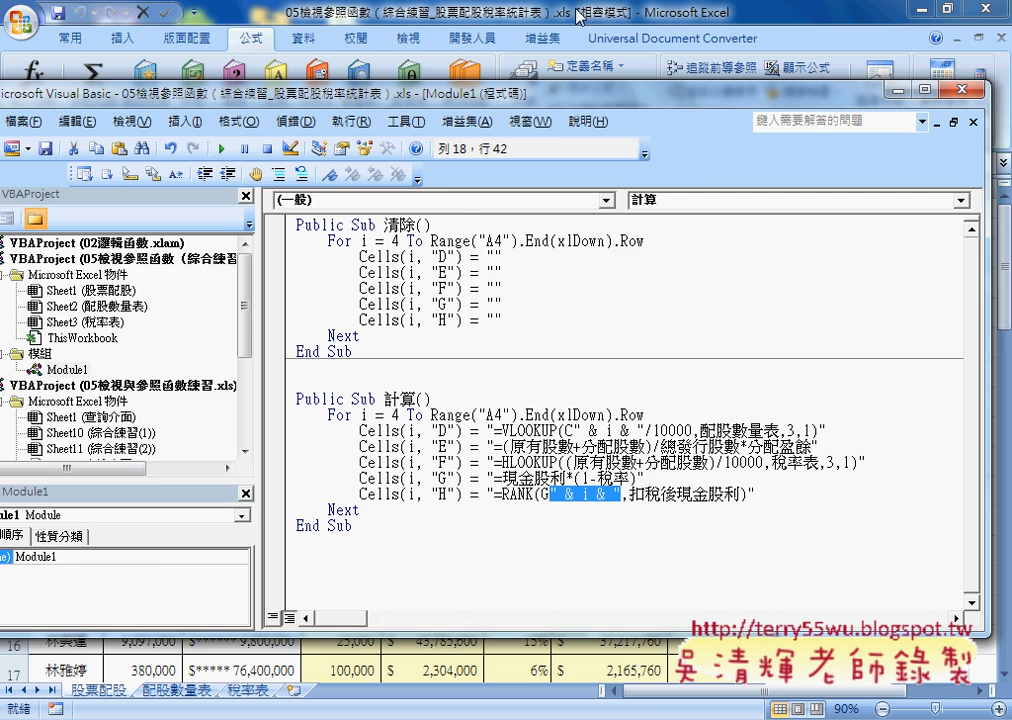 05檢視參照函數（綜合練習_股票配股稅率統計表）.xls [相容模式] - Microsoft Excel
常用 插入 版面配置 公式 資料 校閱 檢視 開發人員 增益集 Universal Document Converter
定義名稱 追蹤前導參照 顯示公式
icrosoft Visual Basic - 05檢視參照函數（綜合練習_股票配股稅率統計表）.xls - [Module1 (程式碼)]
檔案(F) 編輯(E) 檢視(V) 插入(I) 格式(O) 偵錯(D) 執行(R) 工具(T) 增益集(A) 視窗(W) 說明(H) 鍵入需要解答的問題
列 18，行 42
VBAProject
(一般) 計算
VBAProject (02邏輯函數.xlam)
VBAProject (05檢視參照函數（綜合練習
Microsoft Excel 物件
Sheet1 (股票配股)
Sheet2 (配股數量表)
Sheet3 (稅率表)
ThisWorkbook
模組
Module1
VBAProject (05檢視與參照函數練習.xls)
Microsoft Excel 物件
Sheet1 (查詢介面)
Sheet10 (綜合練習(1))
Sheet11 (綜合練習(2))
Module1
ule1 Module
順序 性質分類
Module1
Public Sub 清除()
For i = 4 To Range("A4").End(xlDown).Row
Cells(i, "D") = ""
Cells(i, "E") = ""
Cells(i, "F") = ""
Cells(i, "G") = ""
Cells(i, "H") = ""
Next
End Sub
Public Sub 計算()
For i = 4 To Range("A4").End(xlDown).Row
Cells(i, "D") = "=VLOOKUP(C" & i & "/10000,配股數量表,3,1)"
Cells(i, "E") = "=(原有股數+分配股數)/總發行股數*分配盈餘"
Cells(i, "F") = "=HLOOKUP((原有股數+分配股數)/10000,稅率表,3,1)"
Cells(i, "G") = "=現金股利*(1-稅率)"
Cells(i, "H") = "=RANK(G" & i & ",扣稅後現金股利)"
Next
End Sub
http://terry55wu.blogspot.tw
吳清輝老師錄製
16 9,097,000 $***** 9,800,000 25,000 $ 43,785,600 15% $ 37,217,760
17 林雅婷 380,000 $***** 76,400,000 100,000 $ 2,304,000 6% $ 2,165,760
股票配股 配股數量表 稅率表
就緒 90%